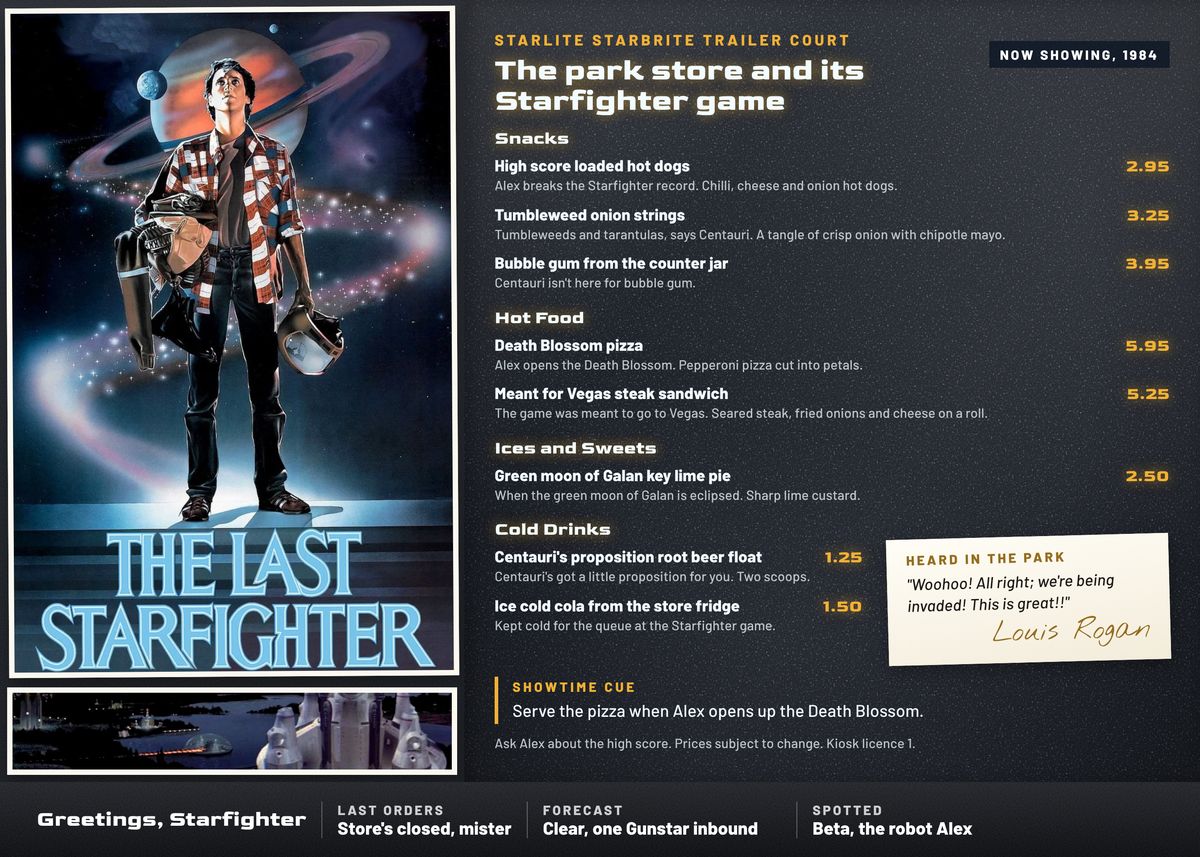 THE LAST
STARFIGHTER
STARLITE STARBRITE TRAILER COURT
The park store and its
Starfighter game
NOW SHOWING, 1984
Snacks
High score loaded hot dogs 2.95
Alex breaks the Starfighter record. Chilli, cheese and onion hot dogs.
Tumbleweed onion strings 3.25
Tumbleweeds and tarantulas, says Centauri. A tangle of crisp onion with chipotle mayo.
Bubble gum from the counter jar 3.95
Centauri isn't here for bubble gum.
Hot Food
Death Blossom pizza 5.95
Alex opens the Death Blossom. Pepperoni pizza cut into petals.
Meant for Vegas steak sandwich 5.25
The game was meant to go to Vegas. Seared steak, fried onions and cheese on a roll.
Ices and Sweets
Green moon of Galan key lime pie 2.50
When the green moon of Galan is eclipsed. Sharp lime custard.
Cold Drinks
Centauri's proposition root beer float 1.25
Centauri's got a little proposition for you. Two scoops.
Ice cold cola from the store fridge 1.50
Kept cold for the queue at the Starfighter game.
HEARD IN THE PARK
"Woohoo! All right; we're being
invaded! This is great!!"
Louis Rogan
SHOWTIME CUE
Serve the pizza when Alex opens up the Death Blossom.
Ask Alex about the high score. Prices subject to change. Kiosk licence 1.
Greetings, Starfighter
LAST ORDERS
Store's closed, mister
FORECAST
Clear, one Gunstar inbound
SPOTTED
Beta, the robot Alex